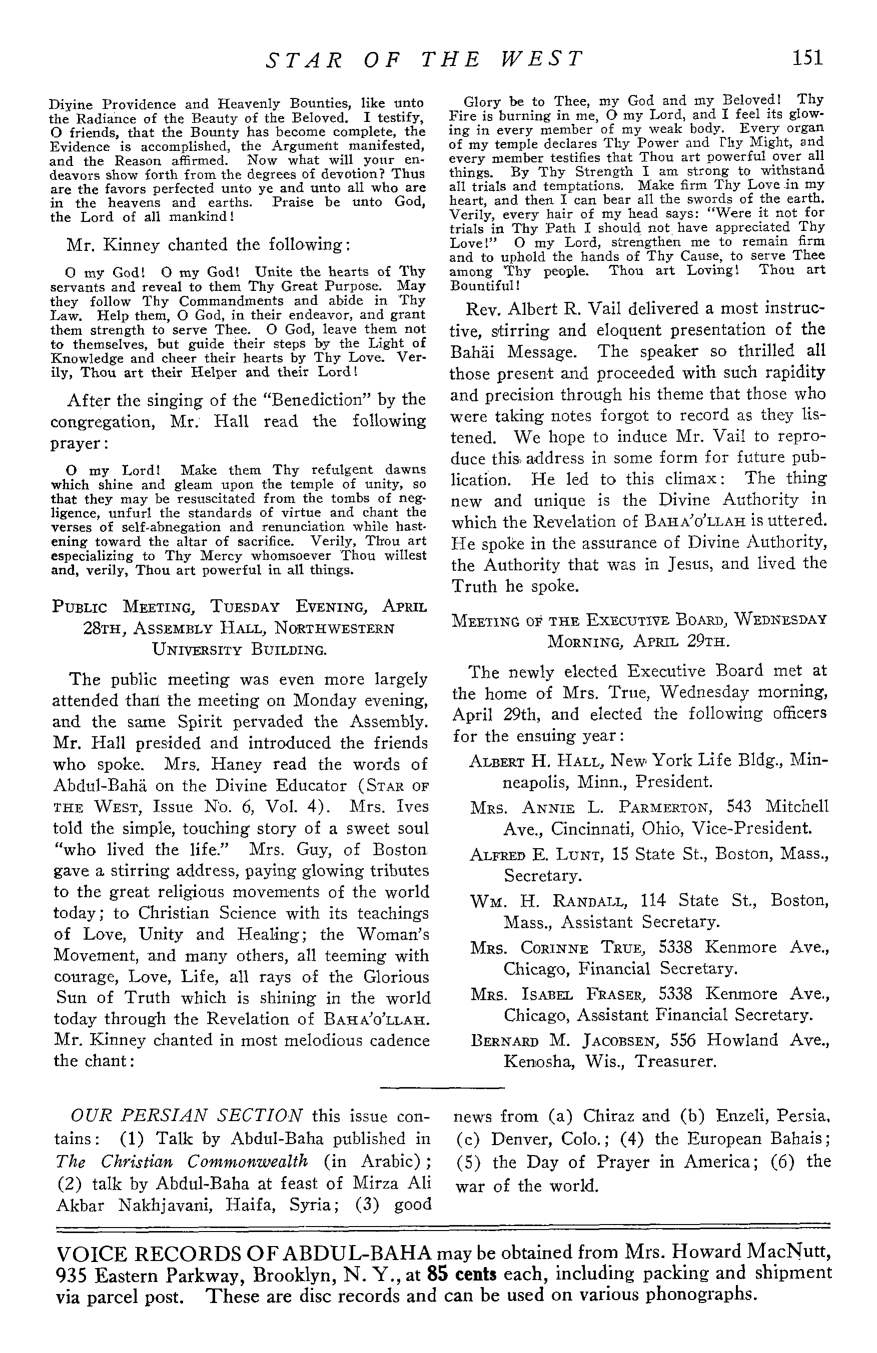 STAR OF THE WEST 151
Divine Providence and Heavenly Bounties, like unto
the Radiance of the Beauty of the Beloved. I testify,
O friends, that the Bounty has become complete, the
Evidence is accomplished, the Argument manifested,
and the Reason affirmed. Now what will your en-
deavors show forth from the degrees of devotion? Thus
are the favors perfected unto ye and unto all who are
in the heavens and earths. Praise be unto God,
the Lord of all mankind!
Mr. Kinney chanted the following:
O my God! O my God! Unite the hearts of Thy
servants and reveal to them Thy Great Purpose. May
they follow Thy Commandments and abide in Thy
Law. Help them, O God, in their endeavor, and grant
them strength to serve Thee. O God, leave them not
to themselves, but guide their steps by the Light of
Knowledge and cheer their hearts by Thy Love. Ver-
ily, Thou art their Helper and their Lord!
After the singing of the "Benediction" by the
congregation, Mr. Hall read the following
prayer:
O my Lord! Make them Thy refulgent dawns
which shine and gleam upon the temple of unity, so
that they may be resuscitated from the tombs of neg-
ligence, unfurl the standards of virtue and chant the
verses of self-abnegation and renunciation while hast-
ening toward the altar of sacrifice. Verily, Thou art
especializing to Thy Mercy whomsoever Thou willest
and, verily, Thou art powerful in all things.
PUBLIC MEETING, TUESDAY EVENING, APRIL
28TH, ASSEMBLY HALL, NORTHWESTERN
UNIVERSITY BUILDING.
The public meeting was even more largely
attended than the meeting on Monday evening,
and the same Spirit pervaded the Assembly.
Mr. Hall presided and introduced the friends
who spoke. Mrs. Haney read the words of
Abdul-Bahä on the Divine Educator (STAR OF
THE WEST, Issue No. 6, Vol. 4). Mrs. Ives
told the simple, touching story of a sweet soul
"who lived the life." Mrs. Guy, of Boston
gave a stirring address, paying glowing tributes
to the great religious movements of the world
today; to Christian Science with its teachings
of Love, Unity and Healing; the Woman's
Movement, and many others, all teeming with
courage, Love, Life, all rays of the Glorious
Sun of Truth which is shining in the world
today through the Revelation of BAHA'O'LLAH.
Mr. Kinney chanted in most melodious cadence
the chant:
Glory be to Thee, my God and my Beloved! Thy
Fire is burning in me, O my Lord, and I feel its glow-
ing in every member of my weak body. Every organ
of my temple declares Thy Power and Thy Might, and
every member testifies that Thou art powerful over all
things. By Thy Strength I am strong to withstand
all trials and temptations. Make firm Thy Love in my
heart, and then I can bear all the swords of the earth.
Verily, every hair of my head says: "Were it not for
trials in Thy Path I should not have appreciated Thy
Love!" O my Lord, strengthen me to remain firm
and to uphold the hands of Thy Cause, to serve Thee
among Thy people. Thou art Loving! Thou art
Bountiful!
Rev. Albert R. Vail delivered a most instruc-
tive, stirring and eloquent presentation of the
Bahäi Message. The speaker so thrilled all
those present and proceeded with such rapidity
and precision through his theme that those who
were taking notes forgot to record as they lis-
tened. We hope to induce Mr. Vail to repro-
duce this address in some form for future pub-
lication. He led to this climax: The thing
new and unique is the Divine Authority in
which the Revelation of BAHA'O'LLAH is uttered.
He spoke in the assurance of Divine Authority,
the Authority that was in Jesus, and lived the
Truth he spoke.
MEETING OF THE EXECUTIVE BOARD, WEDNESDAY
MORNING, APRIL 29TH.
The newly elected Executive Board met at
the home of Mrs. True, Wednesday morning,
April 29th, and elected the following officers
for the ensuing year:
ALBERT H. HALL, New York Life Bldg., Min-
neapolis, Minn., President.
MRS. ANNIE L. PARMERTON, 543 Mitchell
Ave., Cincinnati, Ohio, Vice-President.
ALFRED E. LUNT, 15 State St., Boston, Mass.,
Secretary.
WM. H. RANDALL, 114 State St., Boston,
Mass., Assistant Secretary.
MRS. CORINNE TRUE, 5338 Kenmore Ave.,
Chicago, Financial Secretary.
MRS. ISABEL FRASER, 5338 Kenmore Ave.,
Chicago, Assistant Financial Secretary.
BERNARD M. JACOBSEN, 556 Howland Ave.,
Kenosha, Wis., Treasurer.
OUR PERSIAN SECTION this issue con-
tains: (1) Talk by Abdul-Baha published in
The Christian Commonwealth (in Arabic);
(2) talk by Abdul-Baha at feast of Mirza Ali
Akbar Nakhjavani, Haifa, Syria; (3) good
news from (a) Chiraz and (b) Enzeli, Persia,
(c) Denver, Colo.; (4) the European Bahais;
(5) the Day of Prayer in America; (6) the
war of the world.
VOICE RECORDS OF ABDUL-BAHA may be obtained from Mrs. Howard MacNutt,
935 Eastern Parkway, Brooklyn, N. Y., at 85 cents each, including packing and shipment
via parcel post. These are disc records and can be used on various phonographs.